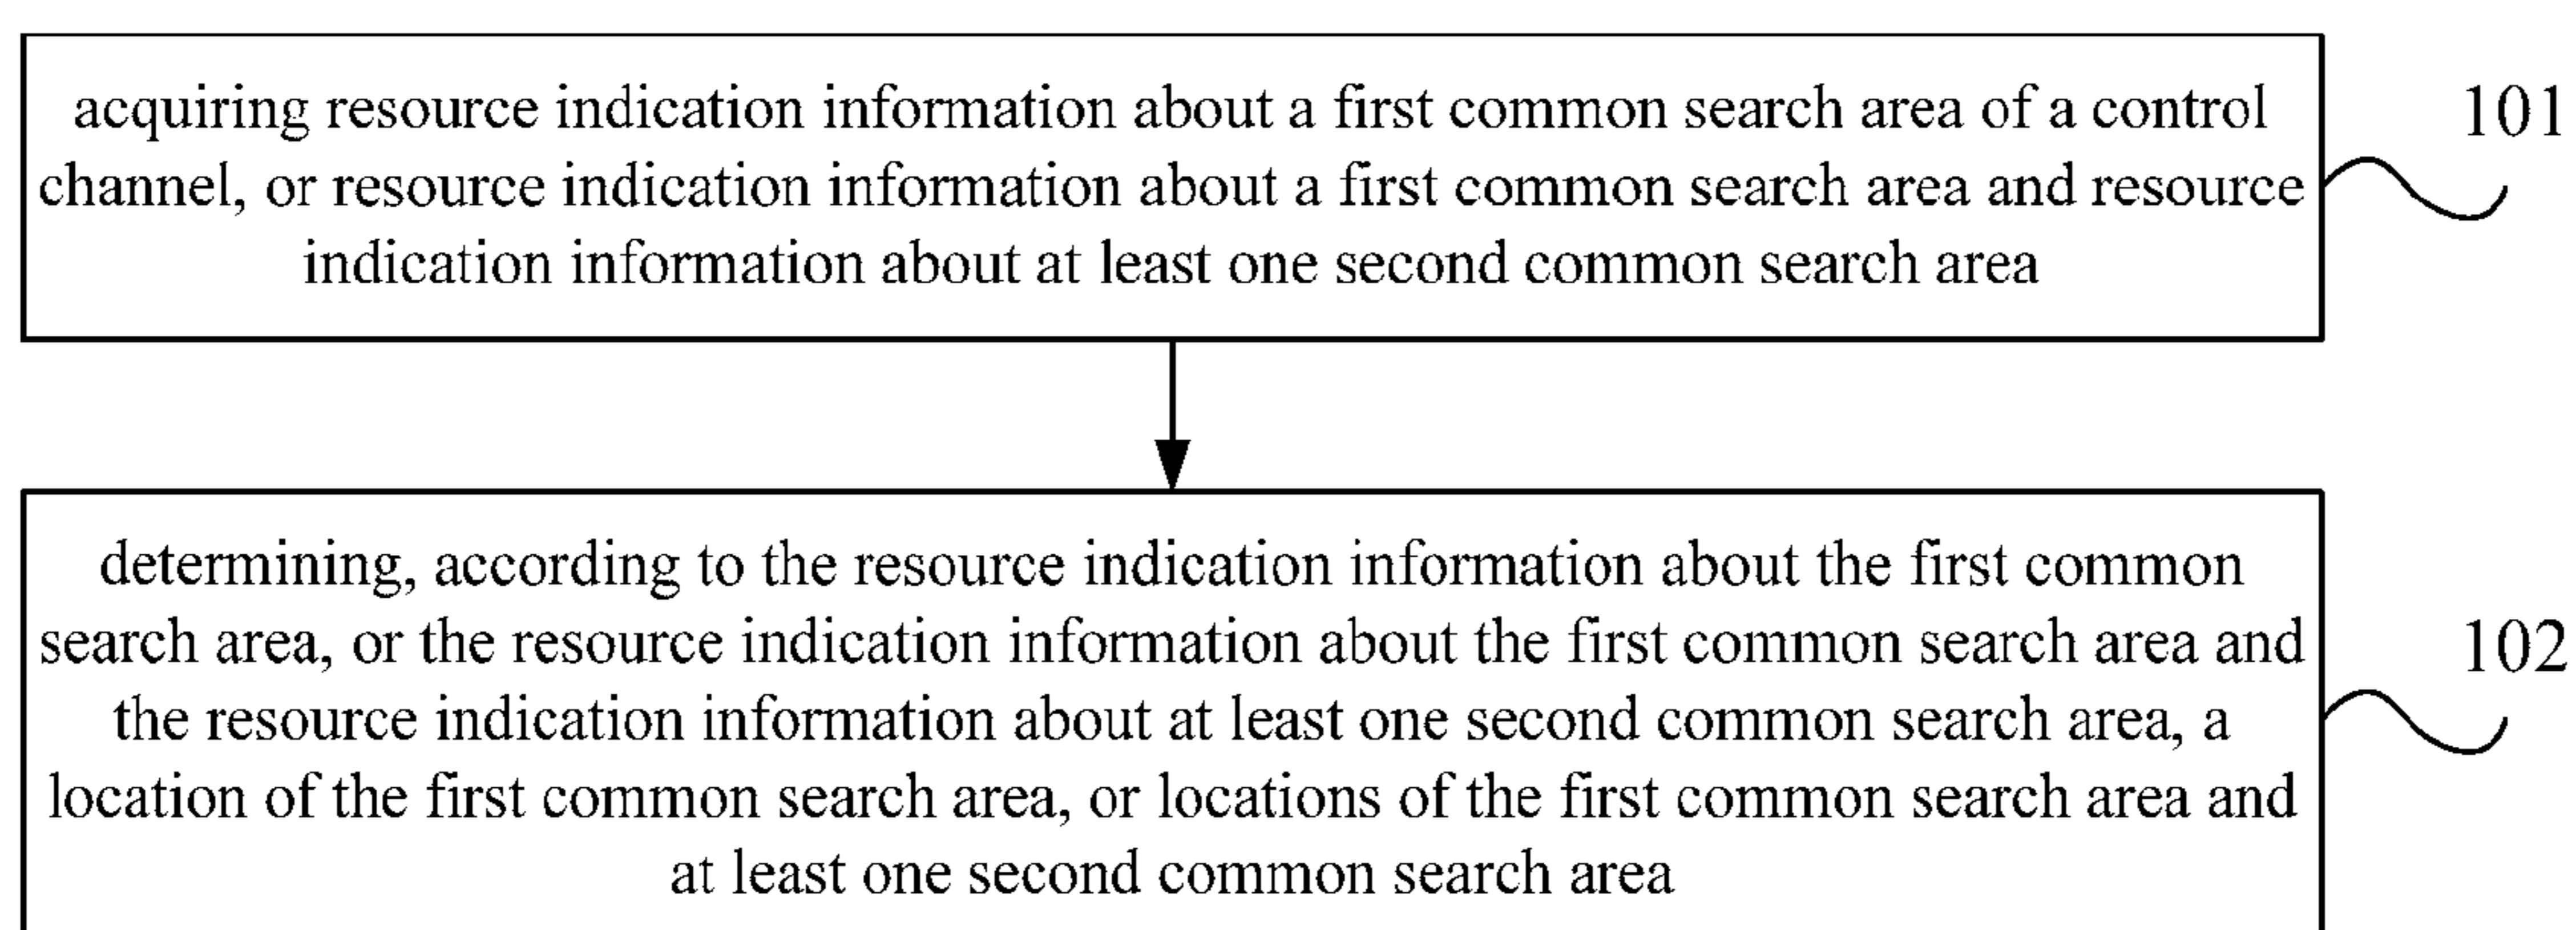 acquiring resource indication information about a first common search area of a control
channel, or resource indication information about a first common search area and resource
indication information about at least one second common search area
101
determining, according to the resource indication information about the first common
search area, or the resource indication information about the first common search area and
the resource indication information about at least one second common search area, a
location of the first common search area, or locations of the first common search area and
at least one second common search area
102